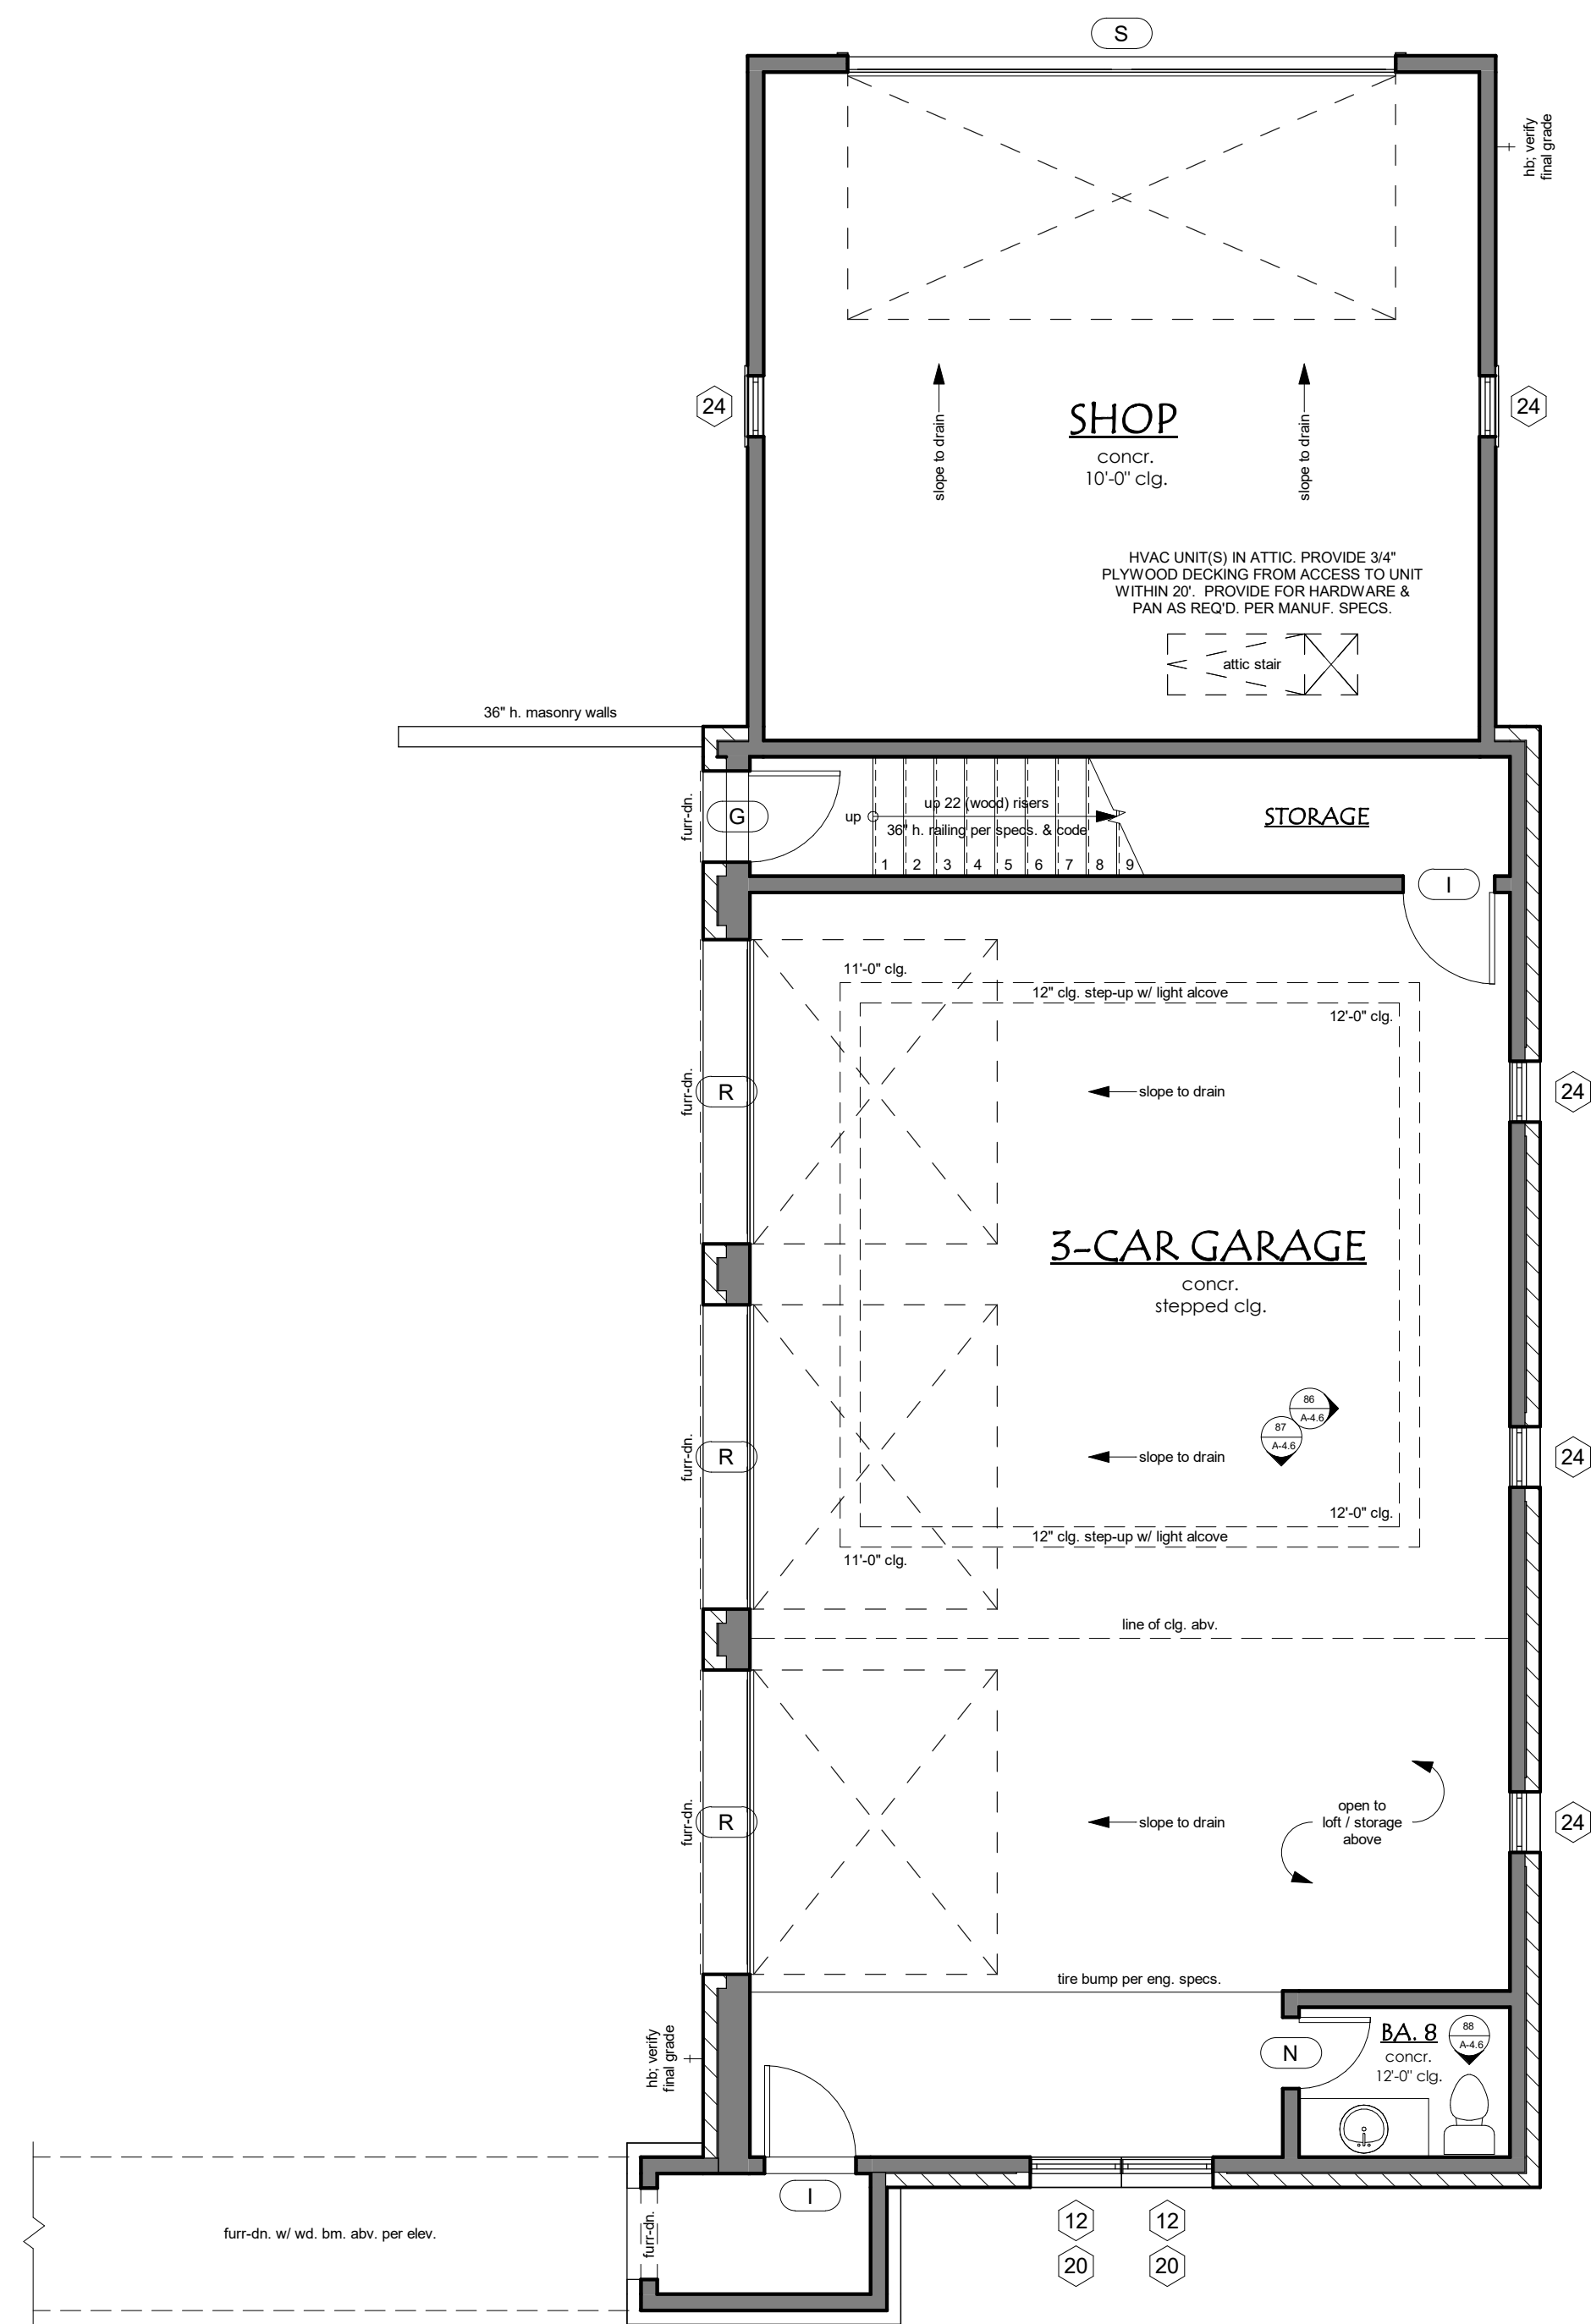 S
hb; verify
final grade
24
24
SHOP
concr.
10'-0" clg.
slope to drain
slope to drain
HVAC UNIT(S) IN ATTIC. PROVIDE 3/4"
PLYWOOD DECKING FROM ACCESS TO UNIT
WITHIN 20'. PROVIDE FOR HARDWARE &
PAN AS REQ'D. PER MANUF. SPECS.
attic stair
36" h. masonry walls
furr-dn.
G
up
up 22 (wood) risers
36" h. railing per specs. & code
1 2 3 4 5 6 7 8 9
STORAGE
I
11'-0" clg.
12" clg. step-up w/ light alcove
12'-0" clg.
furr-dn.
R
slope to drain
24
3-CAR GARAGE
concr.
stepped clg.
86
A-4.6
87
A-4.6
furr-dn.
R
slope to drain
24
12'-0" clg.
12" clg. step-up w/ light alcove
11'-0" clg.
line of clg. abv.
furr-dn.
R
slope to drain
open to
loft / storage
above
24
tire bump per eng. specs.
hb; verify
final grade
N
BA. 8
concr.
12'-0" clg.
88
A-4.6
I
furr-dn.
furr-dn. w/ wd. bm. abv. per elev.
12 12
20 20